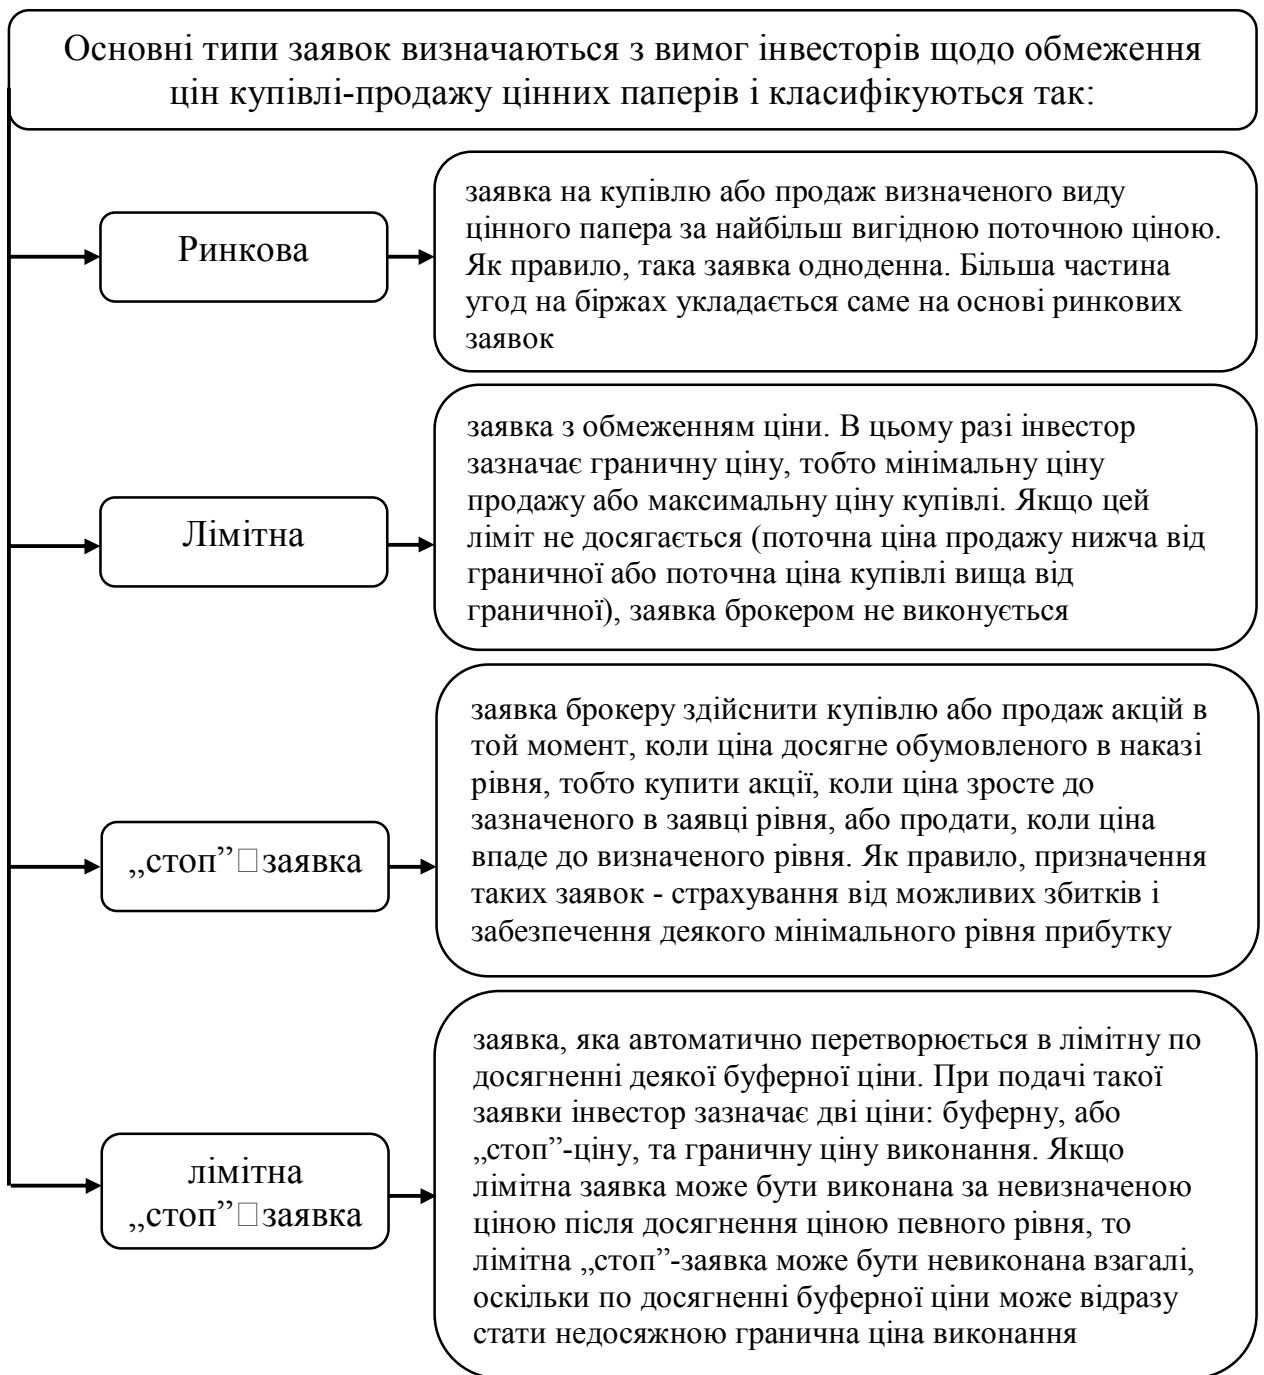 Основні типи заявок визначаються з вимог інвесторів щодо обмеження
цін купівлі-продажу цінних паперів і класифікуються так:
Ринкова
заявка на купівлю або продаж визначеного виду
цінного папера за найбільш вигідною поточною ціною.
Як правило, така заявка одноденна. Більша частина
угод на біржах укладається саме на основі ринкових
заявок
Лімітна
заявка з обмеженням ціни. В цьому разі інвестор
зазначає граничну ціну, тобто мінімальну ціну
продажу або максимальну ціну купівлі. Якщо цей
ліміт не досягається (поточна ціна продажу нижча від
граничної або поточна ціна купівлі вища від
граничної), заявка брокером не виконується
„стоп”□заявка
заявка брокеру здійснити купівлю або продаж акцій в
той момент, коли ціна досягне обумовленого в наказі
рівня, тобто купити акції, коли ціна зросте до
зазначеного в заявці рівня, або продати, коли ціна
впаде до визначеного рівня. Як правило, призначення
таких заявок - страхування від можливих збитків і
забезпечення деякого мінімального рівня прибутку
лімітна
„стоп”□заявка
заявка, яка автоматично перетворюється в лімітну по
досягненні деякої буферної ціни. При подачі такої
заявки інвестор зазначає дві ціни: буферну, або
„стоп”-ціну, та граничну ціну виконання. Якщо
лімітна заявка може бути виконана за невизначеною
ціною після досягнення ціною певного рівня, то
лімітна „стоп”-заявка може бути невиконана взагалі,
оскільки по досягненні буферної ціни може відразу
стати недосяжною гранична ціна виконання